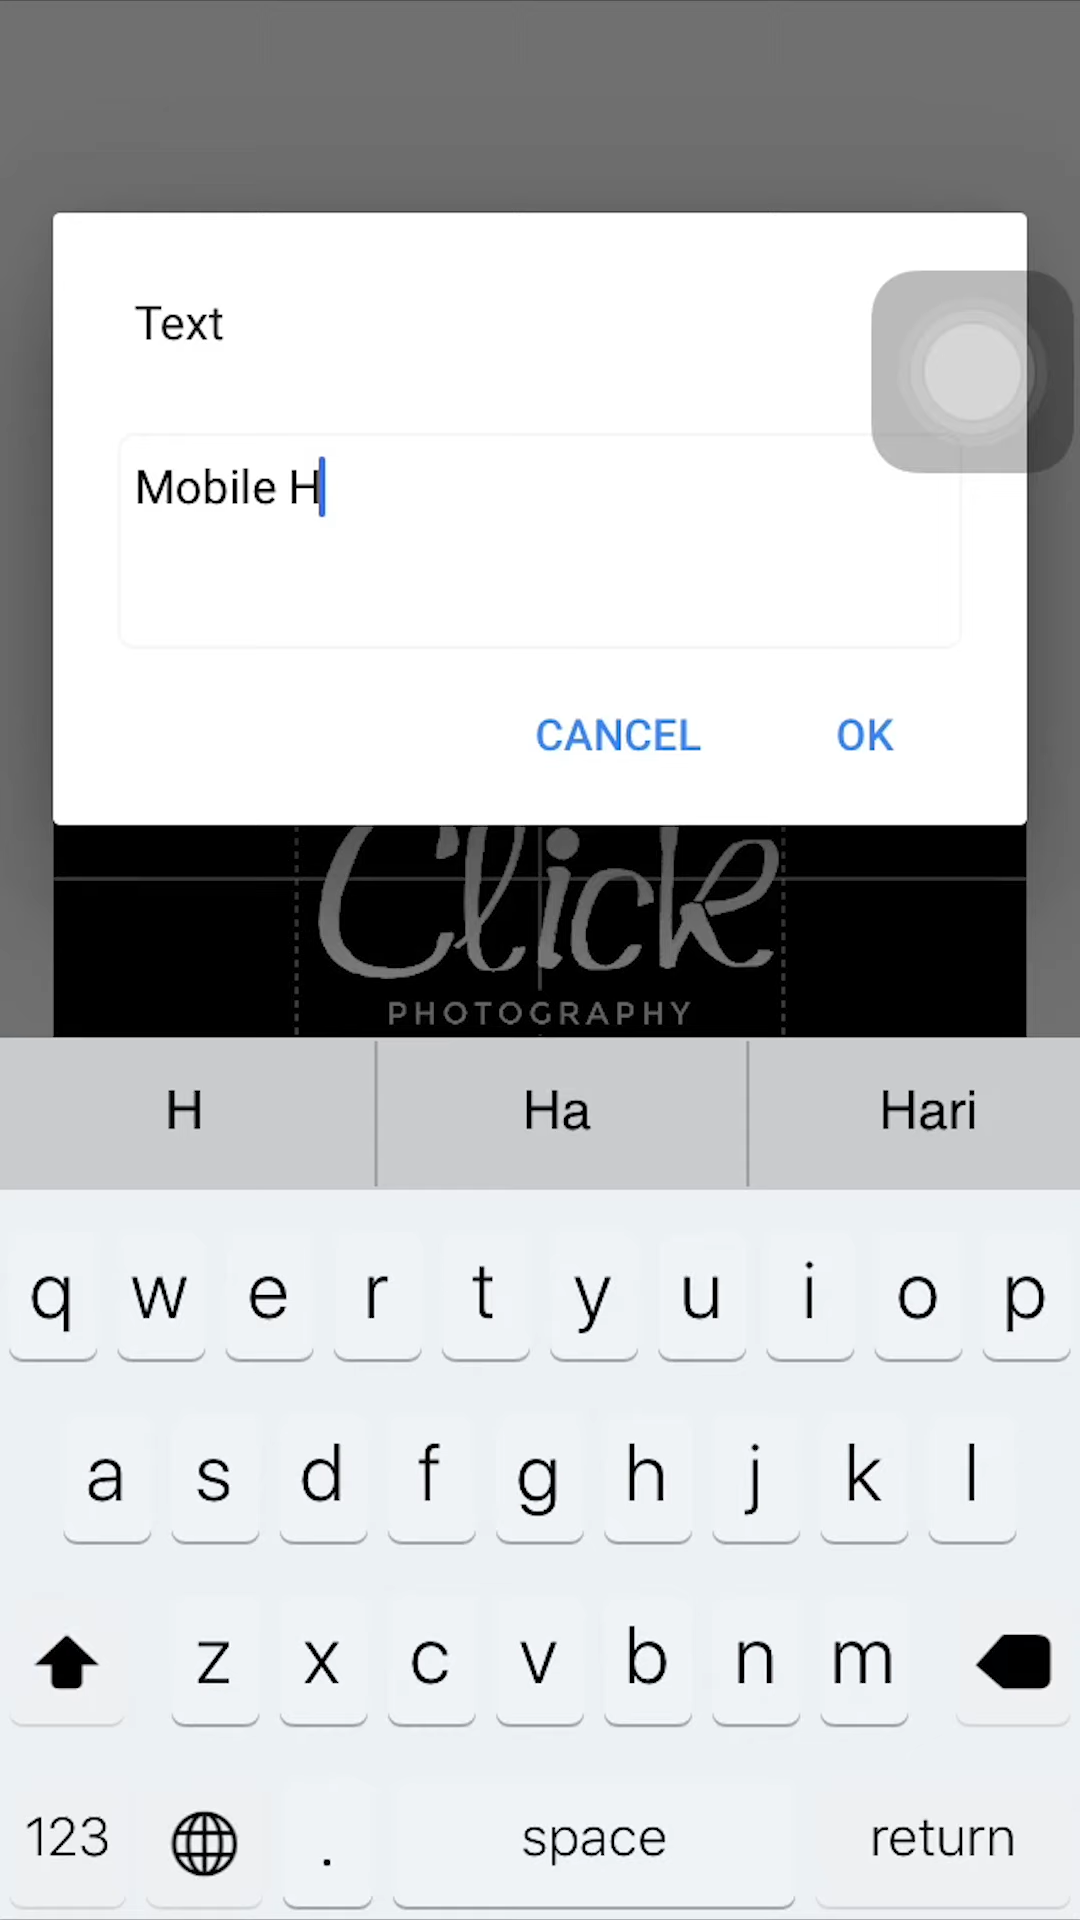 Text
Mobile H
CANCEL OK
Click
PHOTOGRAPHY
H Ha Hari
q w e r t y u i o p
a s d f g h j k l
z x c v b n m
123 . space return